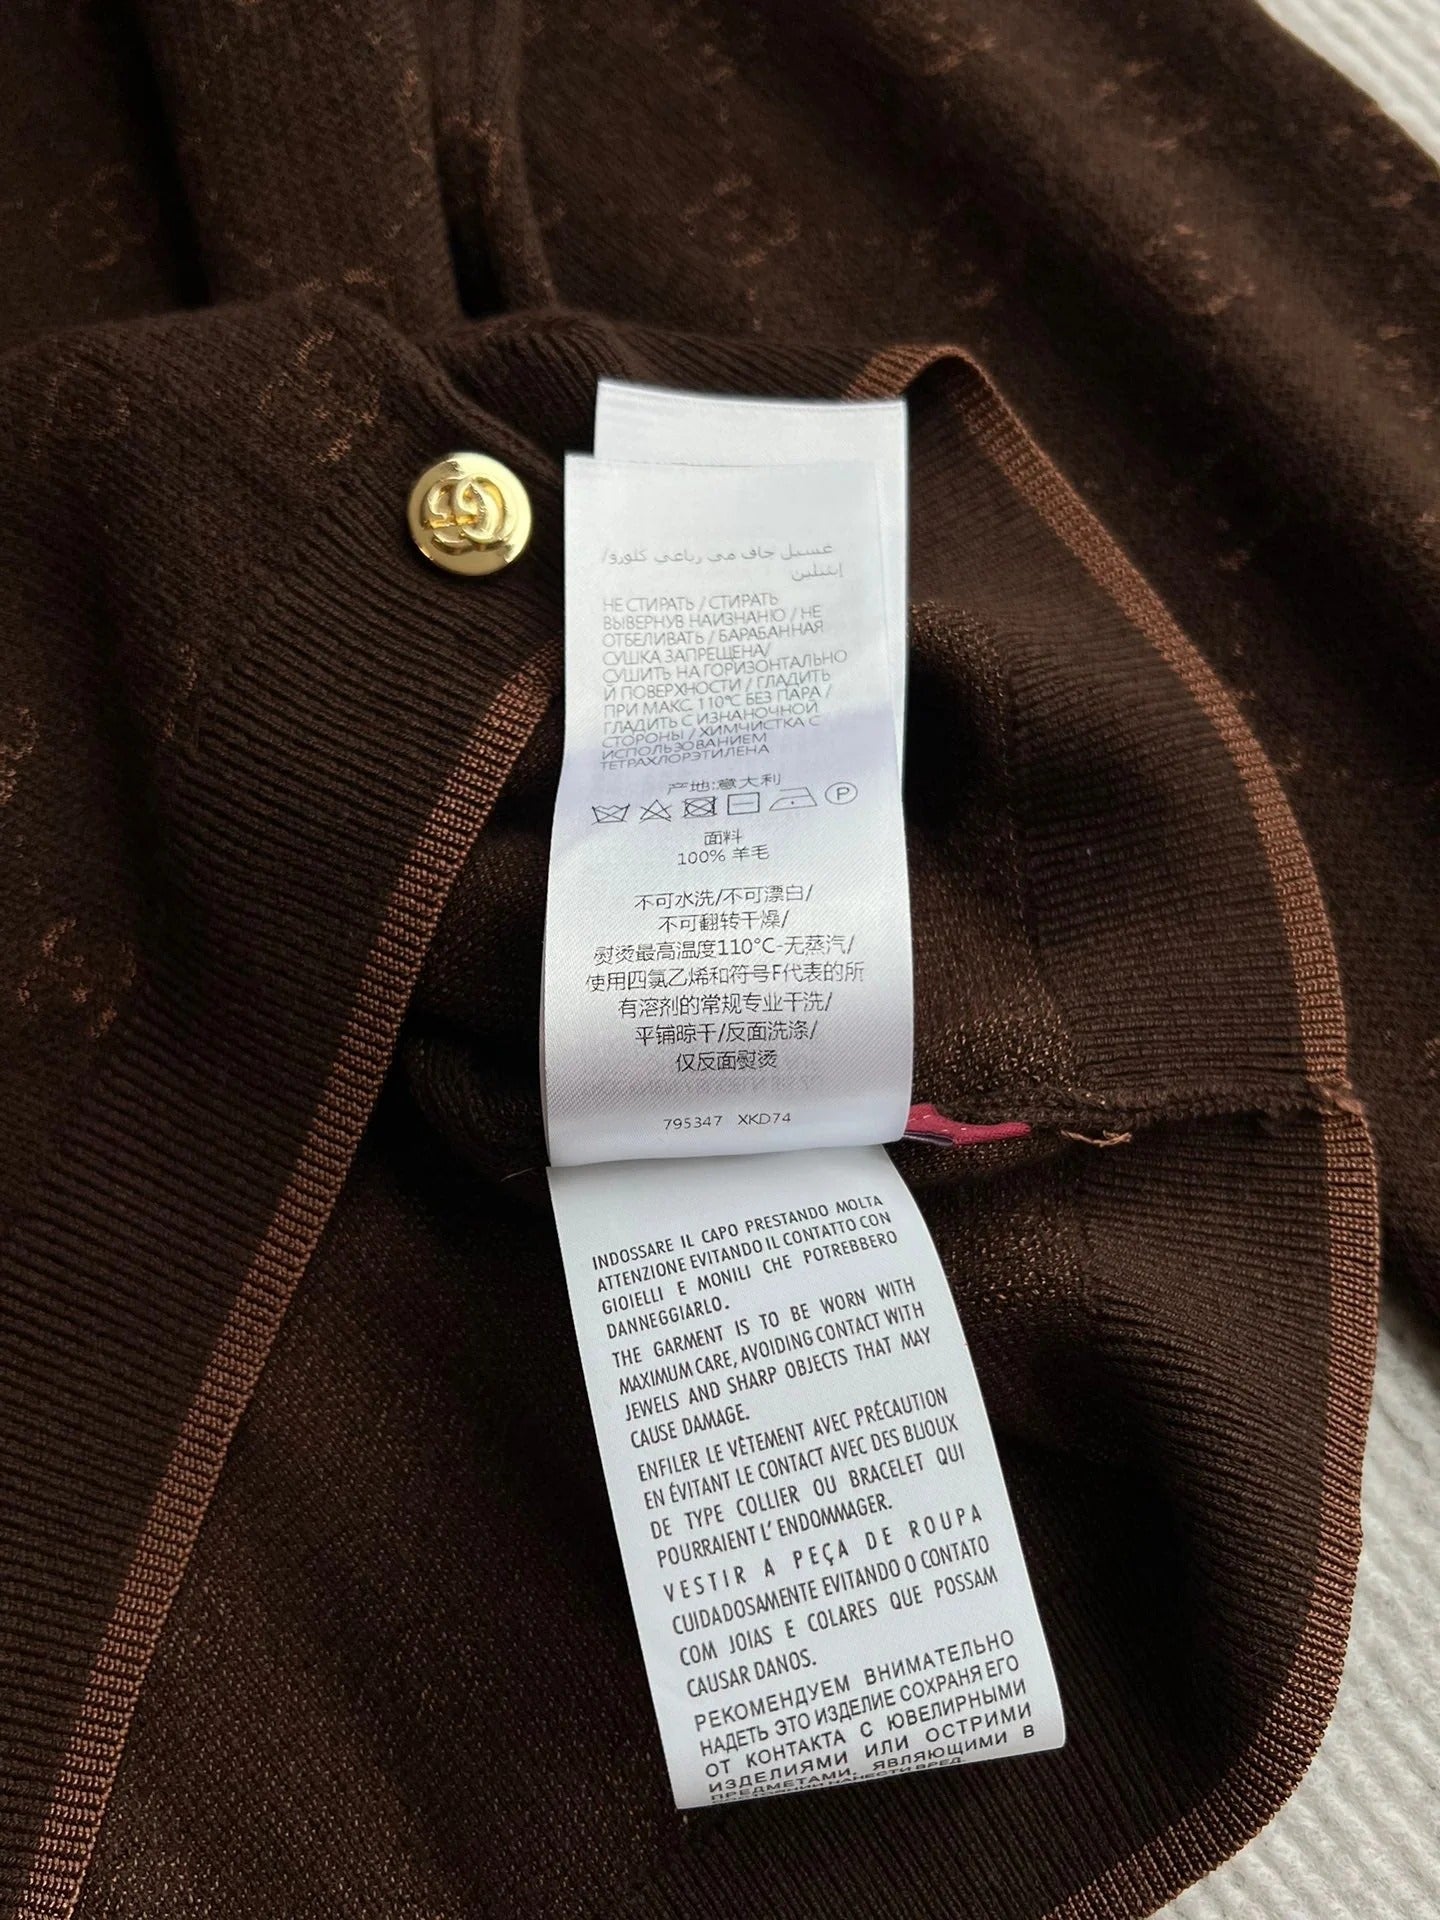 غسيل جاف مي رباعي كلورو/
إيثيلين
НЕ СТИРАТЬ / СТИРАТЬ
ВЫВЕРНУВ НАИЗНАНЮ / НЕ
ОТБЕЛИВАТЬ / БАРАБАННАЯ
СУШКА ЗАПРЕЩЕНА/
СУШИТЬ НА ГОРИЗОНТАЛЬНО
Й ПОВЕРХНОСТИ / ГЛАДИТЬ
ПРИ МАКС 110°C БЕЗ ПАРА /
ГЛАДИТЬ С ИЗНАНОЧНОЙ
СТОРОНЫ / ХИМЧИСТКА С
ИСПОЛЬЗОВАНИЕМ
ТЕТРАХЛОРЭТИЛЕНА
产地:意大利
P
面料
100% 羊毛
不可水洗/不可漂白/
不可翻转干燥/
熨烫最高温度110°C-无蒸汽/
使用四氯乙烯和符号F代表的所
有溶剂的常规专业干洗/
平铺晾干/反面洗涤/
仅反面熨烫
795347 XKD74
INDOSSARE IL CAPO PRESTANDO MOLTA
ATTENZIONE EVITANDO IL CONTATTO CON
GIOIELLI E MONILI CHE POTREBBERO
DANNEGGIARLO.
THE GARMENT IS TO BE WORN WITH
MAXIMUM CARE, AVOIDING CONTACT WITH
JEWELS AND SHARP OBJECTS THAT MAY
CAUSE DAMAGE.
ENFILER LE VÊTEMENT AVEC PRÉCAUTION
EN ÉVITANT LE CONTACT AVEC DES BIJOUX
DE TYPE COLLIER OU BRACELET QUI
POURRAIENT L' ENDOMMAGER.
VESTIR A PEÇA DE ROUPA
CUIDADOSAMENTE EVITANDO O CONTATO
COM JOIAS E COLARES QUE POSSAM
CAUSAR DANOS.
РЕКОМЕНДУЕМ ВНИМАТЕЛЬНО
НАДЕТЬ ЭТО ИЗДЕЛИЕ СОХРАНЯ ЕГО
ОТ КОНТАКТА С ЮВЕЛИРНЫМИ
ИЗДЕЛИЯМИ ИЛИ ОСТРИМИ
ПРЕДМЕТАМИ, ЯВЛЯЮЩИМИ В
НАНЕСТИ ВРЕД.